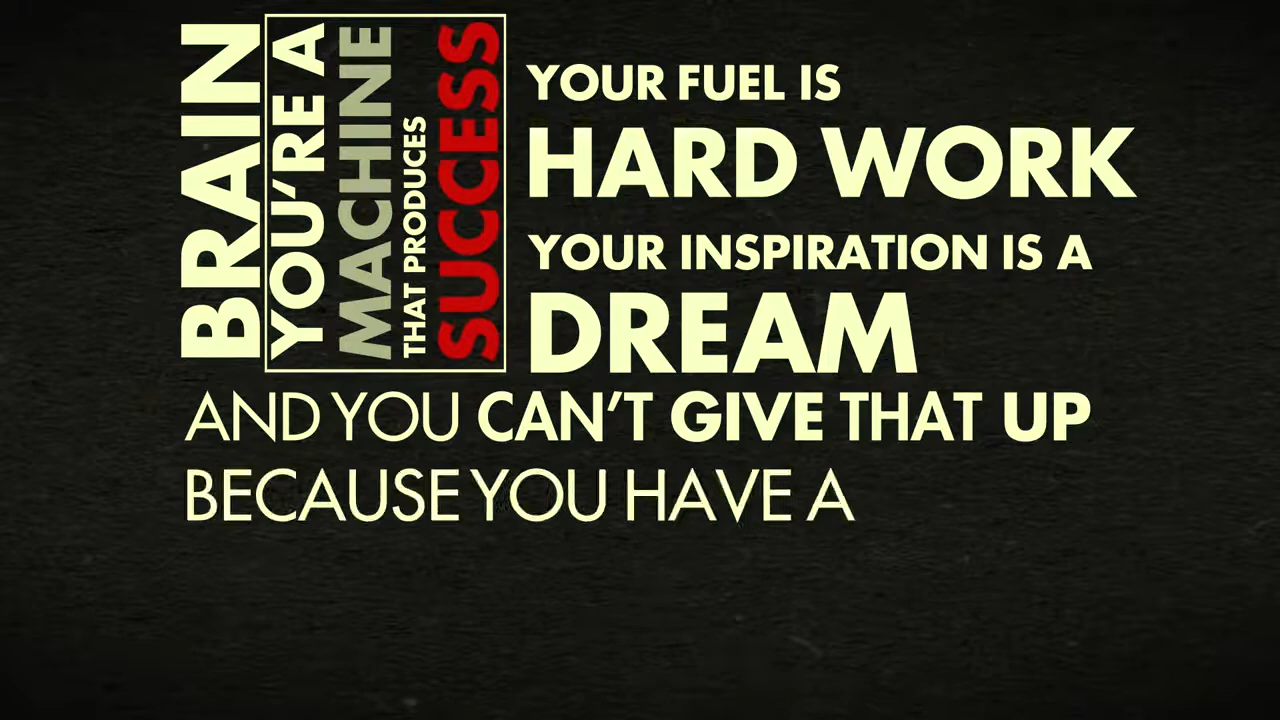 BRAIN
YOU'RE A
MACHINE
THAT PRODUCES
SUCCESS
YOUR FUEL IS
HARD WORK
YOUR INSPIRATION IS A
DREAM
AND YOU CAN'T GIVE THAT UP
BECAUSE YOU HAVE A